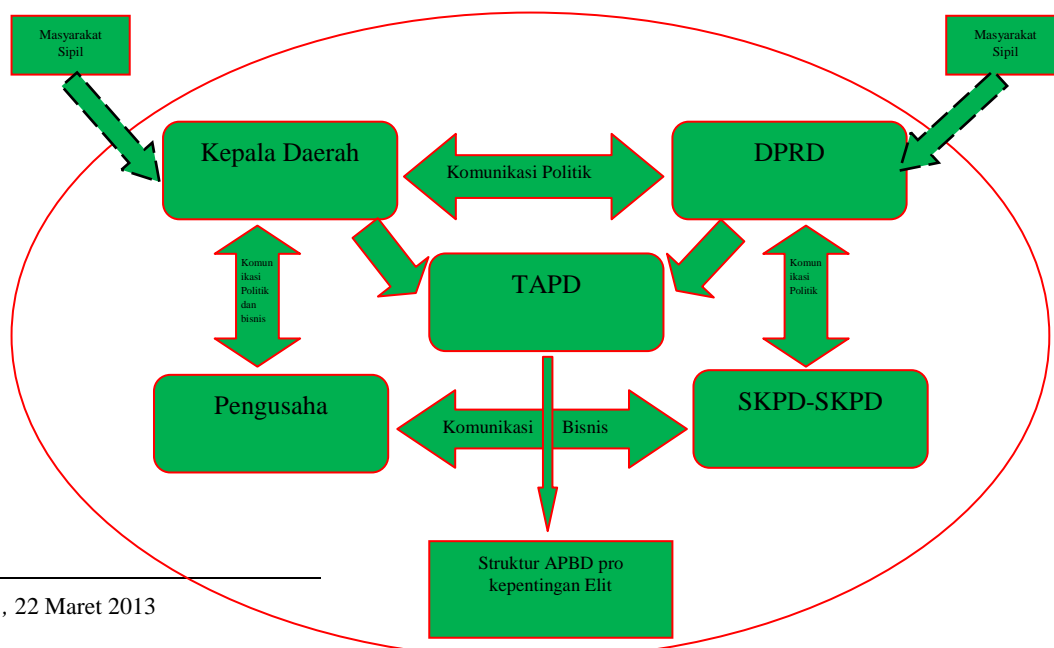 Masyarakat
Sipil
Masyarakat
Sipil
Kepala Daerah
DPRD
Komunikasi Politik
Komun
ikasi
Politik
dan
bisnis
TAPD
Komun
ikasi
Politik
Pengusaha
SKPD-SKPD
Komunikasi Bisnis
Struktur APBD pro
kepentingan Elit
, 22 Maret 2013